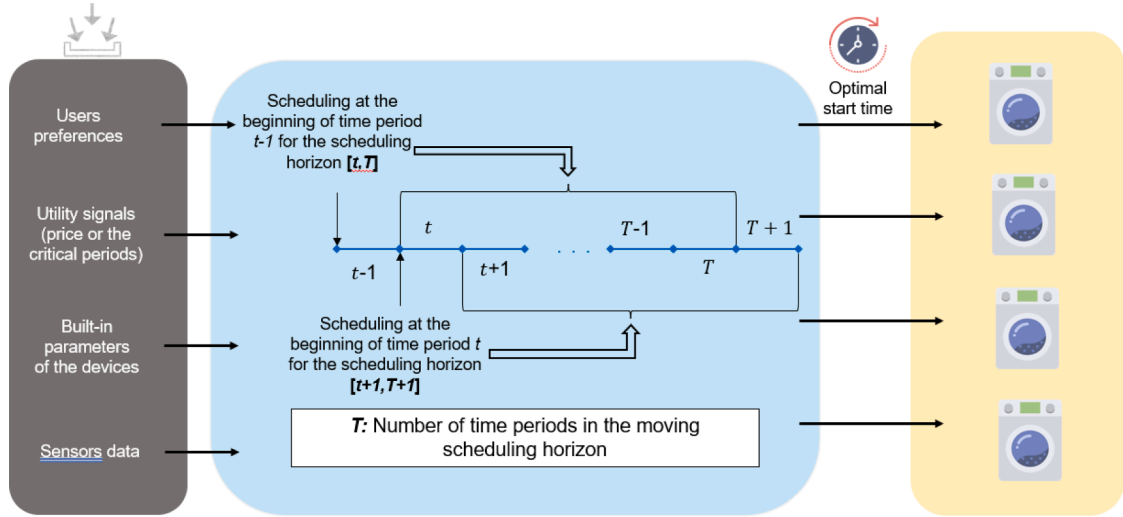 Users
preferences
Utility signals
(price or the
critical periods)
Built-in
parameters
of the devices
Sensors data
Scheduling at the
beginning of time period
t-1 for the scheduling
horizon [t,T]
t
T-1
T + 1
t-1
t+1
. . .
T
Scheduling at the
beginning of time period t
for the scheduling horizon
[t+1,T+1]
T: Number of time periods in the moving
scheduling horizon
Optimal
start time